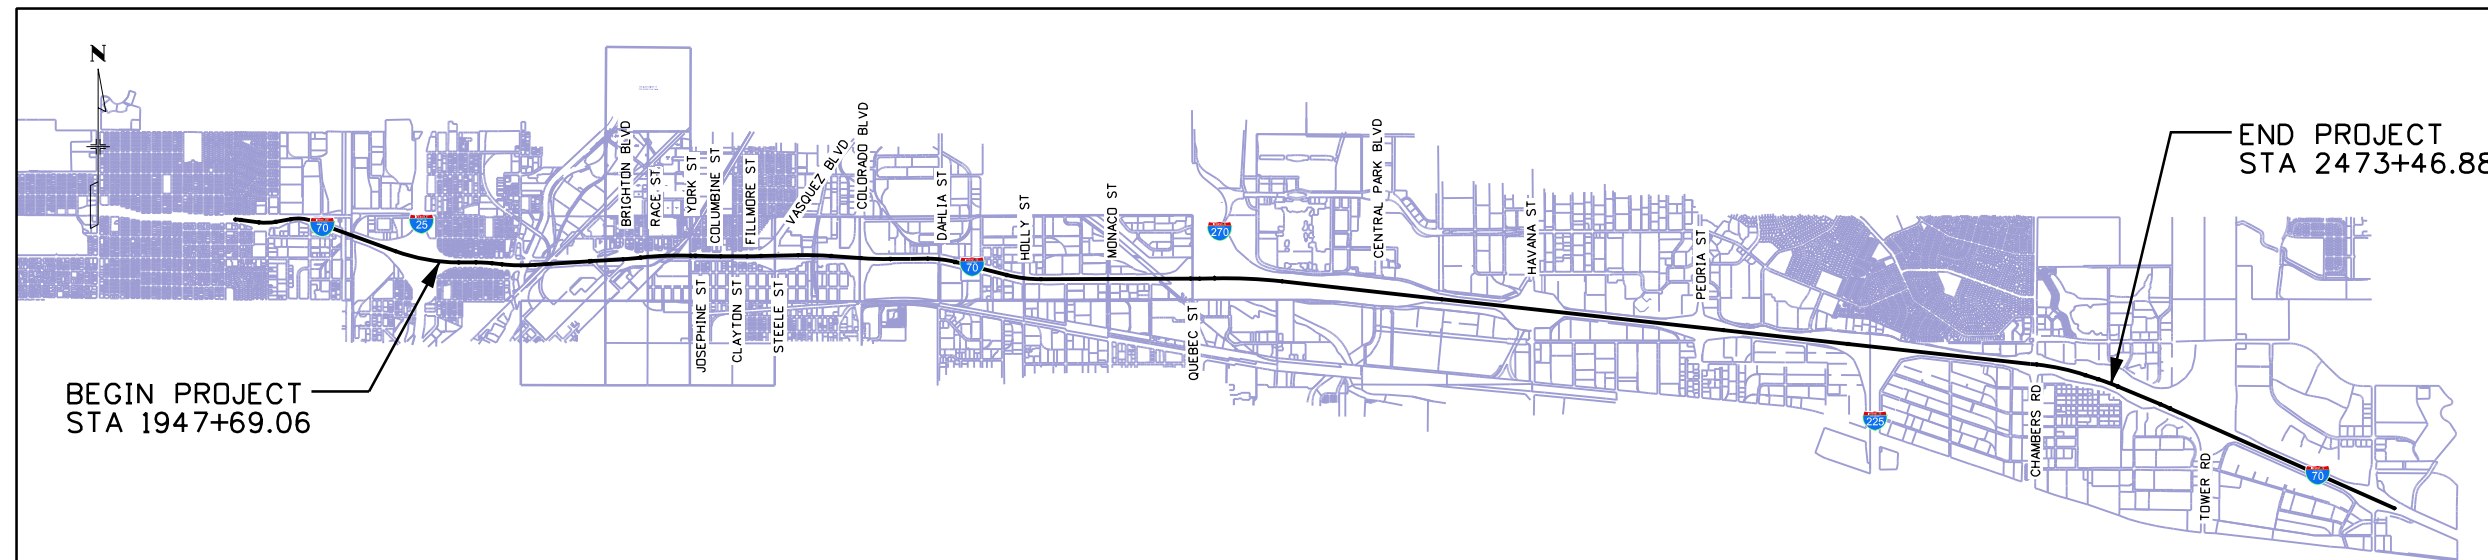 N
70
25
BRIGHTON BLVD
RACE ST
YORK ST
COLUMBINE ST
FILLMORE ST
VASQUEZ BLVD
COLORADO BLVD
DAHLIA ST
70
HOLLY ST
MONACO ST
270
CENTRAL PARK BLVD
HAVANA ST
PEORIA ST
END PROJECT
STA 2473+46.88
JOSEPHINE ST
CLAYTON ST
STEELE ST
QUEBEC ST
BEGIN PROJECT
STA 1947+69.06
225
CHAMBERS RD
TOWER RD
70